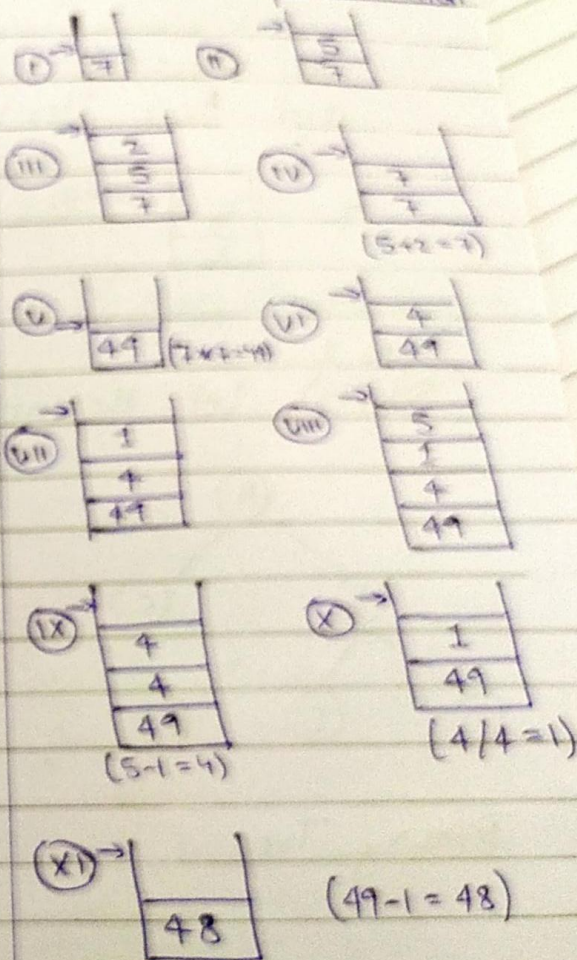 I 7 II 5
7
III 2 IV 7
5 7
7 (5+2=7)
V 49 (7*7=49) VI 4
49
VII 1 VIII 5
4 1
49 4
49
IX 4 X 1
4 49
49 (4/4=1)
(5-1=4)
XI 48 (49-1=48)